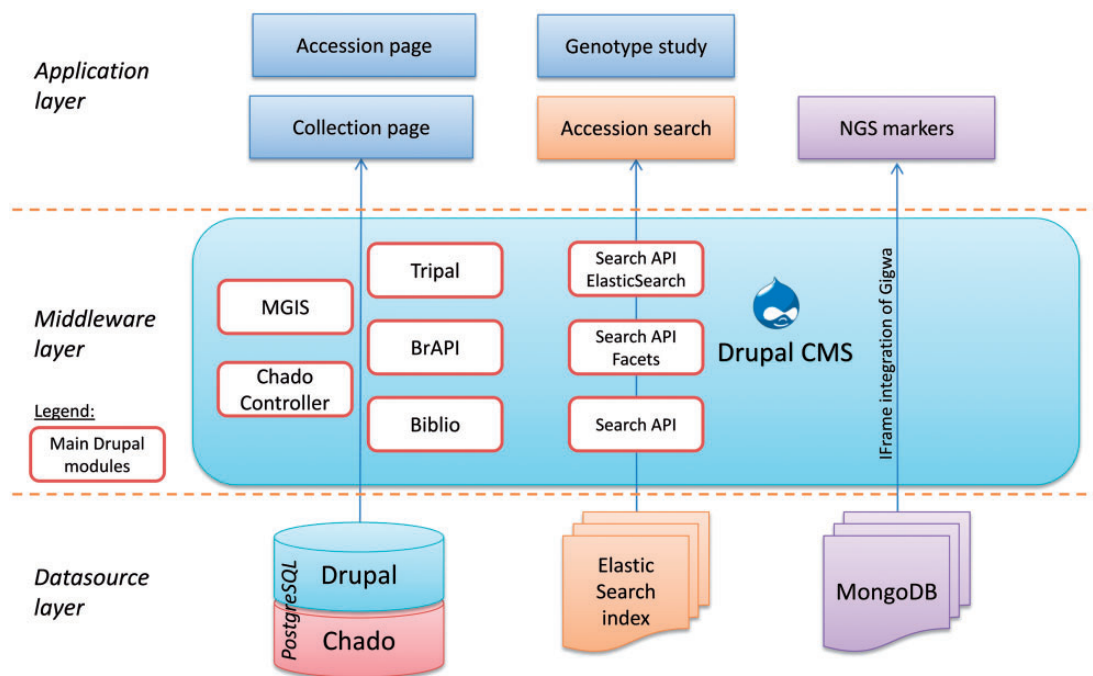 Application
layer
Accession page
Genotype study
Collection page
Accession search
NGS markers
Middleware
layer
Legend:
Main Drupal
modules
MGIS
Chado
Controller
Tripal
BrAPI
Biblio
Search API
ElasticSearch
Search API
Facets
Search API
Drupal CMS
IFrame integration of Gigwa
Datasource
layer
PostgreSQL
Drupal
Chado
Elastic
Search
index
MongoDB